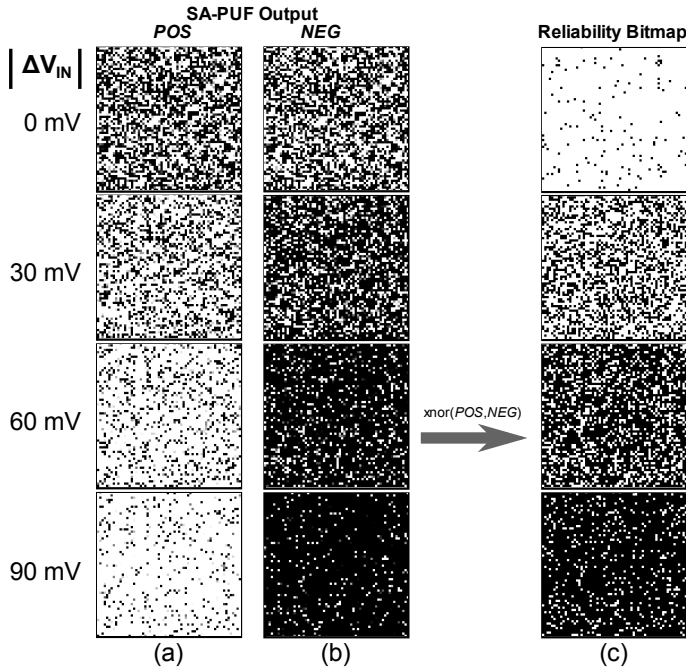 SA-PUF Output
POS NEG
Reliability Bitmap
|ΔVIN|
0 mV
30 mV
60 mV
xnor(POS,NEG)
90 mV
(a) (b) (c)